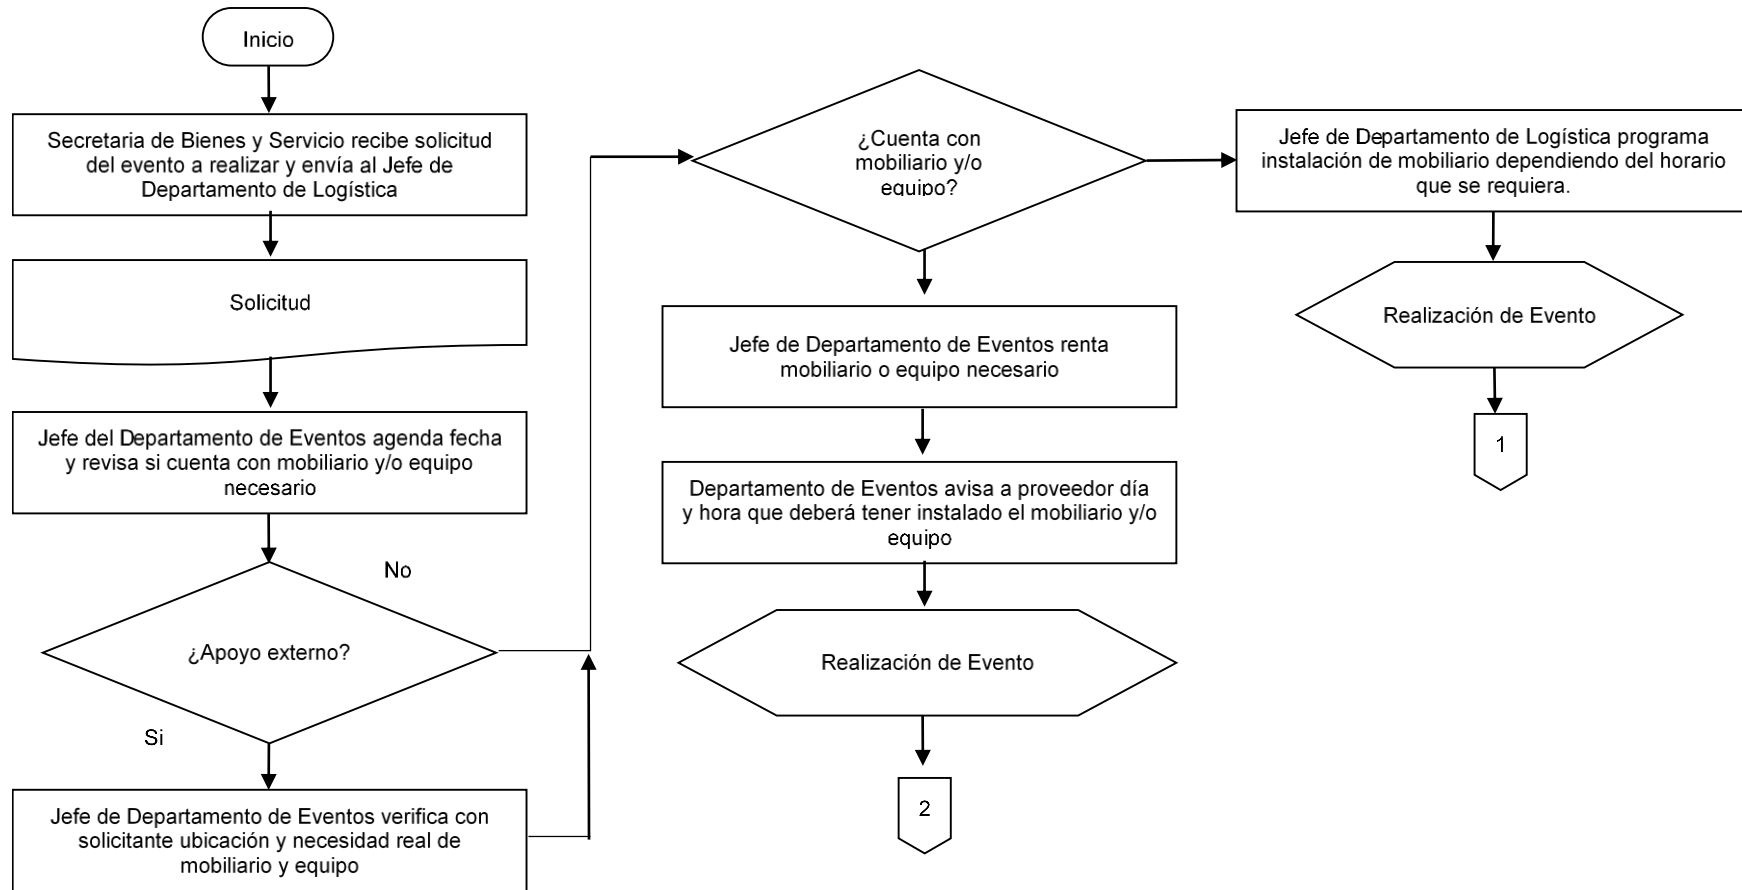 Inicio
Secretaria de Bienes y Servicio recibe solicitud
del evento a realizar y envía al Jefe de
Departamento de Logística
Solicitud
Jefe del Departamento de Eventos agenda fecha
y revisa si cuenta con mobiliario y/o equipo
necesario
No
¿Apoyo externo?
Si
Jefe de Departamento de Eventos verifica con
solicitante ubicación y necesidad real de
mobiliario y equipo
¿Cuenta con
mobiliario y/o
equipo?
Jefe de Departamento de Eventos renta
mobiliario o equipo necesario
Departamento de Eventos avisa a proveedor día
y hora que deberá tener instalado el mobiliario y/o
equipo
Realización de Evento
2
Jefe de Departamento de Logística programa
instalación de mobiliario dependiendo del horario
que se requiera.
Realización de Evento
1